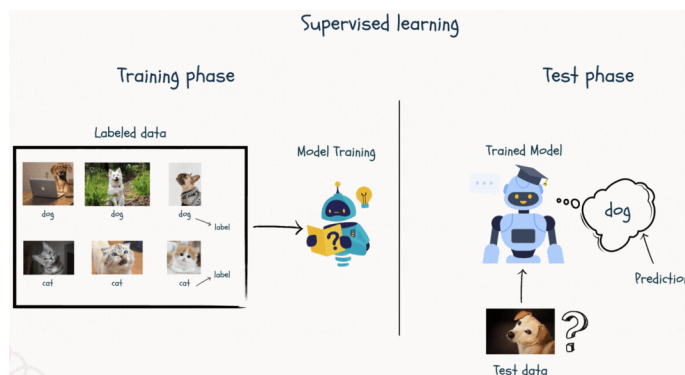 Supervised learning
Training phase
Labeled data
dog
dog
dog
label
cat
cat
cat
label
Model Training
?
Test phase
Trained Model
dog
Prediction
?
Test data